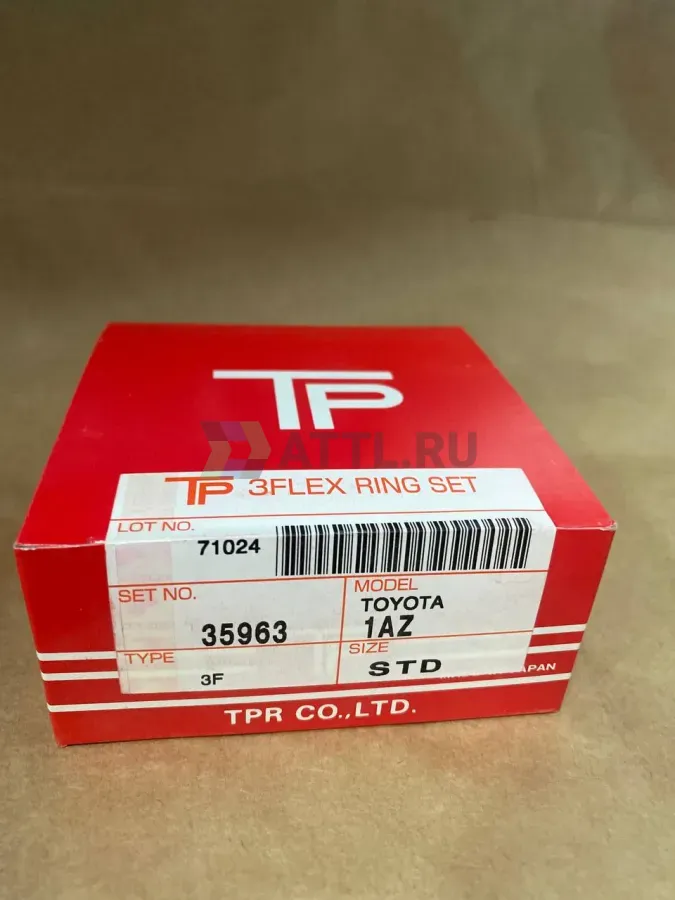 TP
ATTL.RU
TP 3FLEX RING SET
LOT NO.
71024
SET NO.
35963
MODEL
TOYOTA
1AZ
TYPE
3F
SIZE
STD
JAPAN
TPR CO.,LTD.